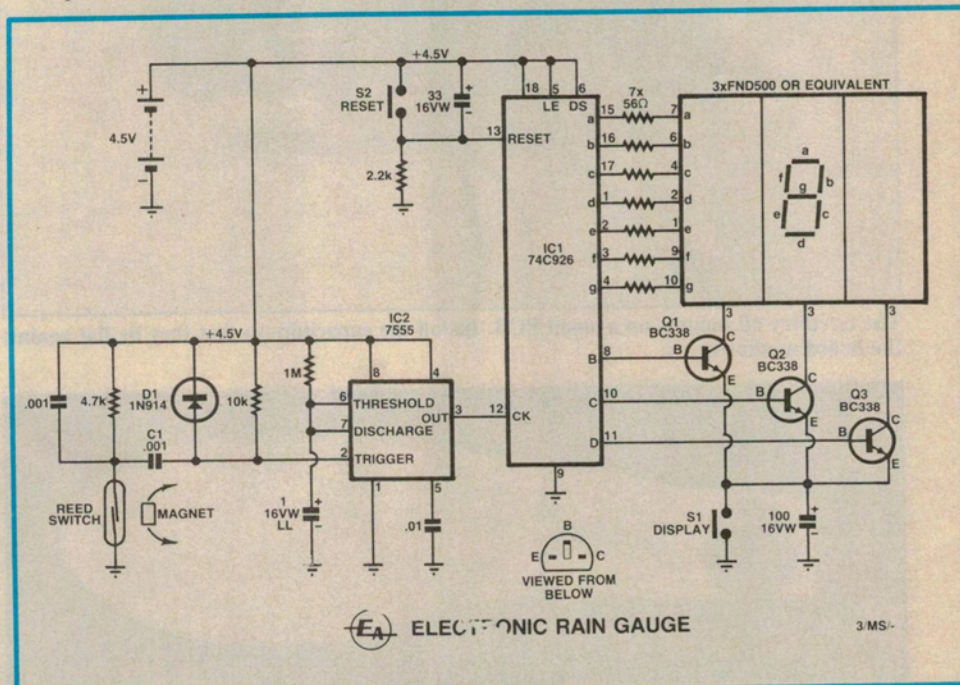 +4.5V
3xFND500 OR EQUIVALENT
S2
RESET
33
16VW
+
-
18
5
6
LE
DS
7x
56Ω
+
4.5V
-
13
RESET
2.2k
a
15
7
a
b
16
6
b
c
17
4
c
d
1
2
d
e
2
1
e
f
3
9
f
g
4
10
g
a
f
b
g
e
c
d
IC1
74C926
IC2
7555
+4.5V
3
3
3
Q1
BC338
B
8
B
C
E
Q2
BC338
C
10
B
C
E
Q3
BC338
D
11
B
C
E
.001
4.7k
D1
1N914
10k
1M
8
4
6
THRESHOLD
7
DISCHARGE
OUT
3
12
CK
C1
.001
2
TRIGGER
1
5
9
REED
SWITCH
MAGNET
1
16VW
LL
+
-
.01
S1
DISPLAY
100
16VW
+
-
B
E
C
VIEWED FROM
BELOW
EA ELECTRONIC RAIN GAUGE
3/MS/-